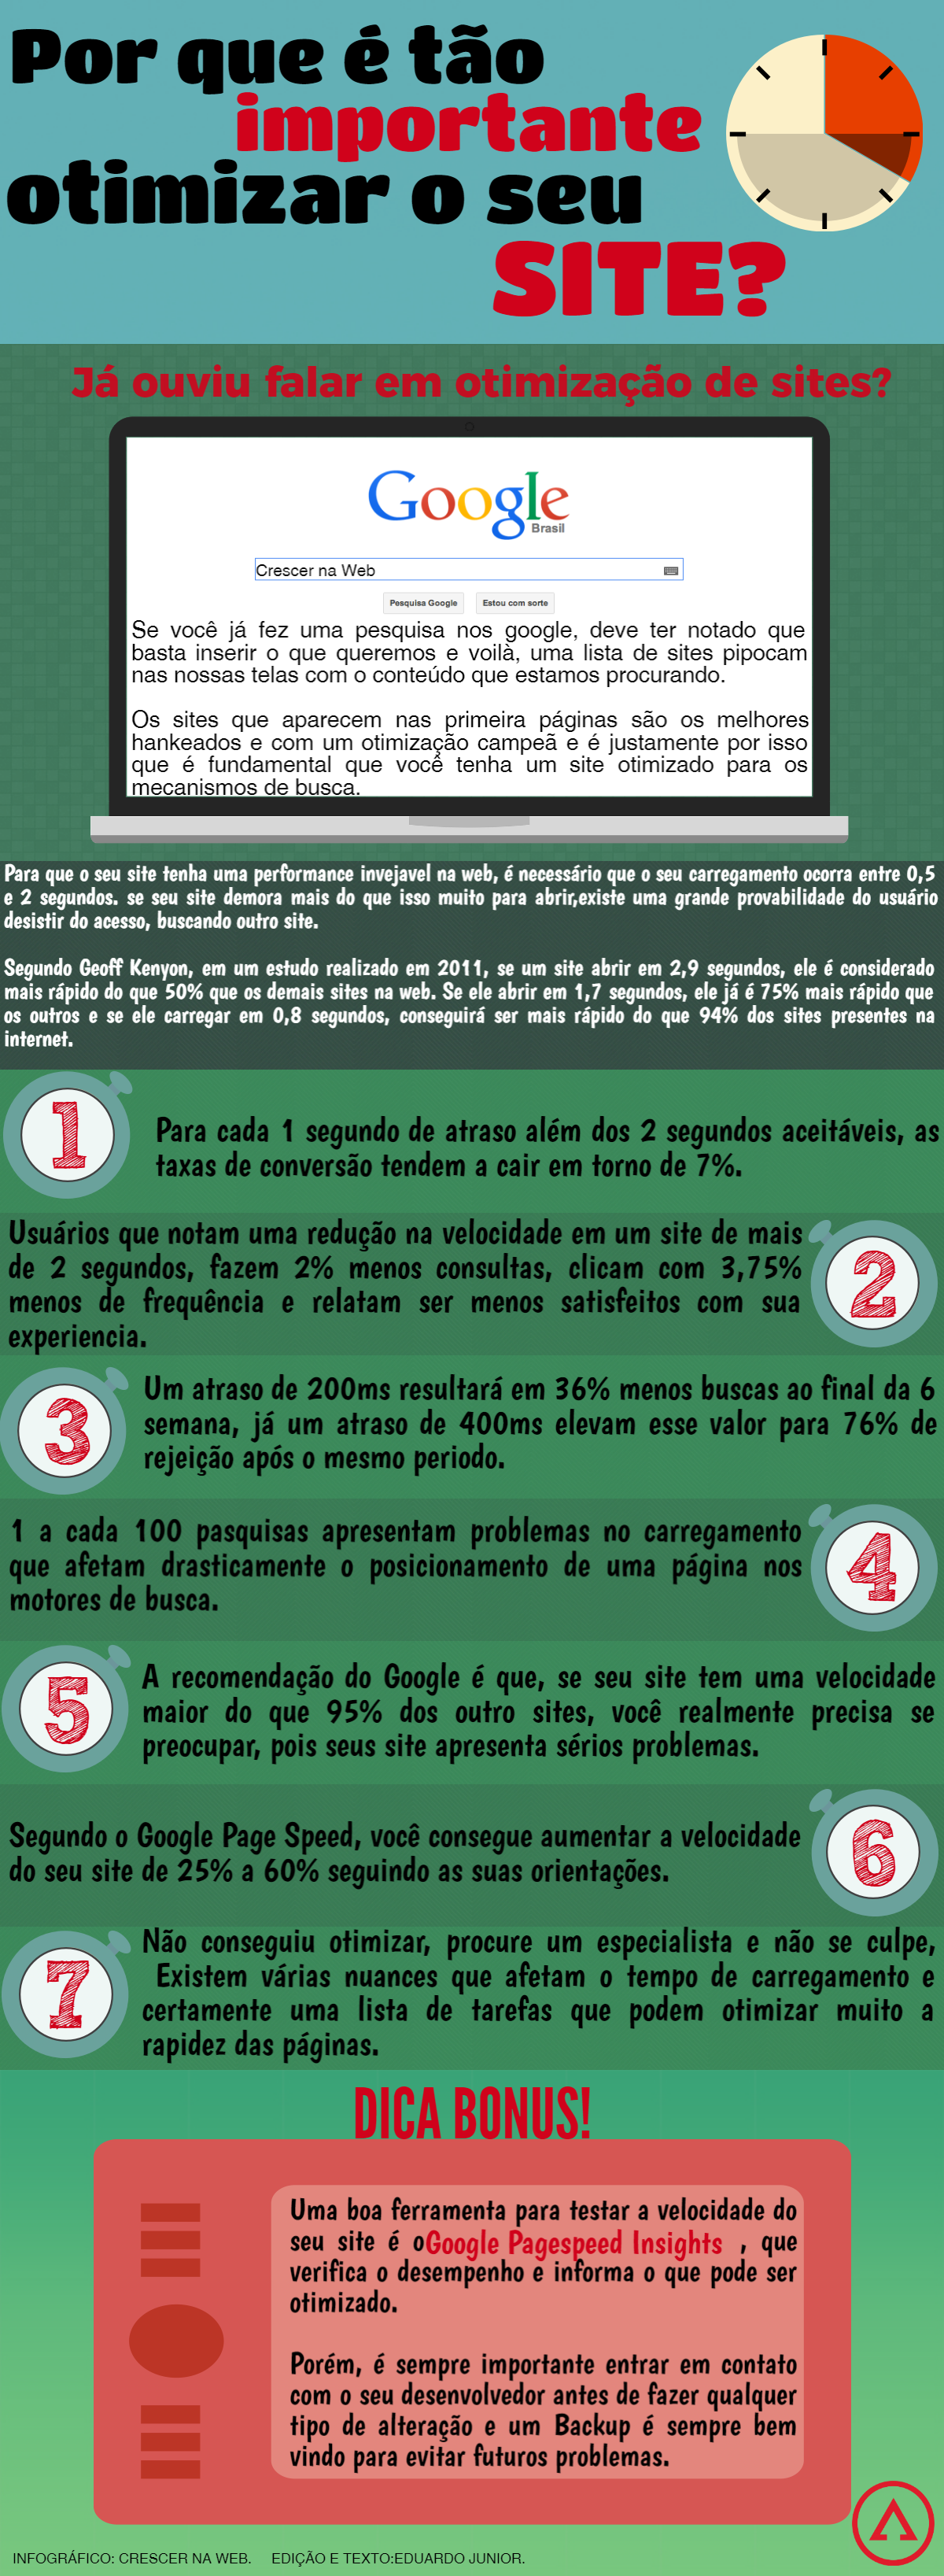 Por que é tão
importante
otimizar o seu
SITE?
Já ouviu falar em otimização de sites?
Google
Brasil
Crescer na Web
Pesquisa Google Estou com sorte
Se você já fez uma pesquisa nos google, deve ter notado que
basta inserir o que queremos e voilà, uma lista de sites pipocam
nas nossas telas com o conteúdo que estamos procurando.
Os sites que aparecem nas primeira páginas são os melhores
hankeados e com um otimização campeã e é justamente por isso
que é fundamental que você tenha um site otimizado para os
mecanismos de busca.
Para que o seu site tenha uma performance invejavel na web, é necessário que o seu carregamento ocorra entre 0,5
e 2 segundos. se seu site demora mais do que isso muito para abrir,existe uma grande provabilidade do usuário
desistir do acesso, buscando outro site.
Segundo Geoff Kenyon, em um estudo realizado em 2011, se um site abrir em 2,9 segundos, ele é considerado
mais rápido do que 50% que os demais sites na web. Se ele abrir em 1,7 segundos, ele já é 75% mais rápido que
os outros e se ele carregar em 0,8 segundos, conseguirá ser mais rápido do que 94% dos sites presentes na
internet.
1
Para cada 1 segundo de atraso além dos 2 segundos aceitáveis, as
taxas de conversão tendem a cair em torno de 7%.
Usuários que notam uma redução na velocidade em um site de mais
de 2 segundos, fazem 2% menos consultas, clicam com 3,75%
menos de frequência e relatam ser menos satisfeitos com sua
experiencia.
2
3
Um atraso de 200ms resultará em 36% menos buscas ao final da 6
semana, já um atraso de 400ms elevam esse valor para 76% de
rejeição após o mesmo periodo.
1 a cada 100 pasquisas apresentam problemas no carregamento
que afetam drasticamente o posicionamento de uma página nos
motores de busca.
4
5
A recomendação do Google é que, se seu site tem uma velocidade
maior do que 95% dos outro sites, você realmente precisa se
preocupar, pois seus site apresenta sérios problemas.
Segundo o Google Page Speed, você consegue aumentar a velocidade
do seu site de 25% a 60% seguindo as suas orientações.
6
7
Não conseguiu otimizar, procure um especialista e não se culpe,
Existem várias nuances que afetam o tempo de carregamento e
certamente uma lista de tarefas que podem otimizar muito a
rapidez das páginas.
DICA BONUS!
Uma boa ferramenta para testar a velocidade do
seu site é oGoogle Pagespeed Insights , que
verifica o desempenho e informa o que pode ser
otimizado.
Porém, é sempre importante entrar em contato
com o seu desenvolvedor antes de fazer qualquer
tipo de alteração e um Backup é sempre bem
vindo para evitar futuros problemas.
INFOGRÁFICO: CRESCER NA WEB. EDIÇÃO E TEXTO:EDUARDO JUNIOR.